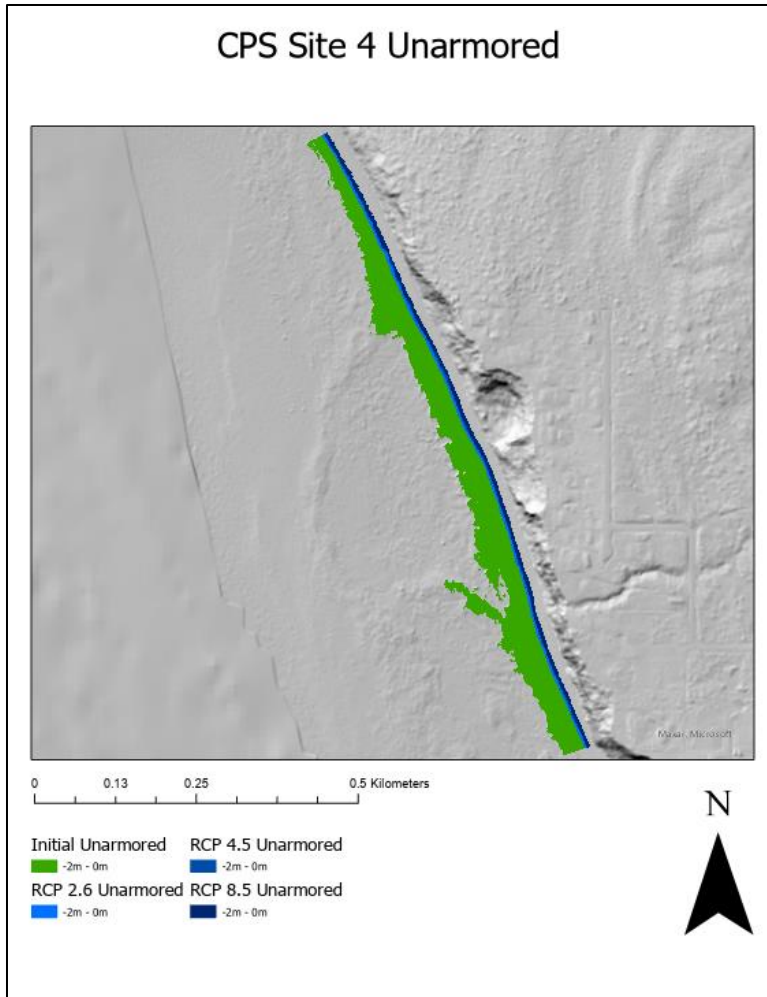 CPS Site 4 Unarmored
Maxar, Microsoft
0 0.13 0.25 0.5 Kilometers
N
Initial Unarmored RCP 4.5 Unarmored
-2m - 0m -2m - 0m
RCP 2.6 Unarmored RCP 8.5 Unarmored
-2m - 0m -2m - 0m